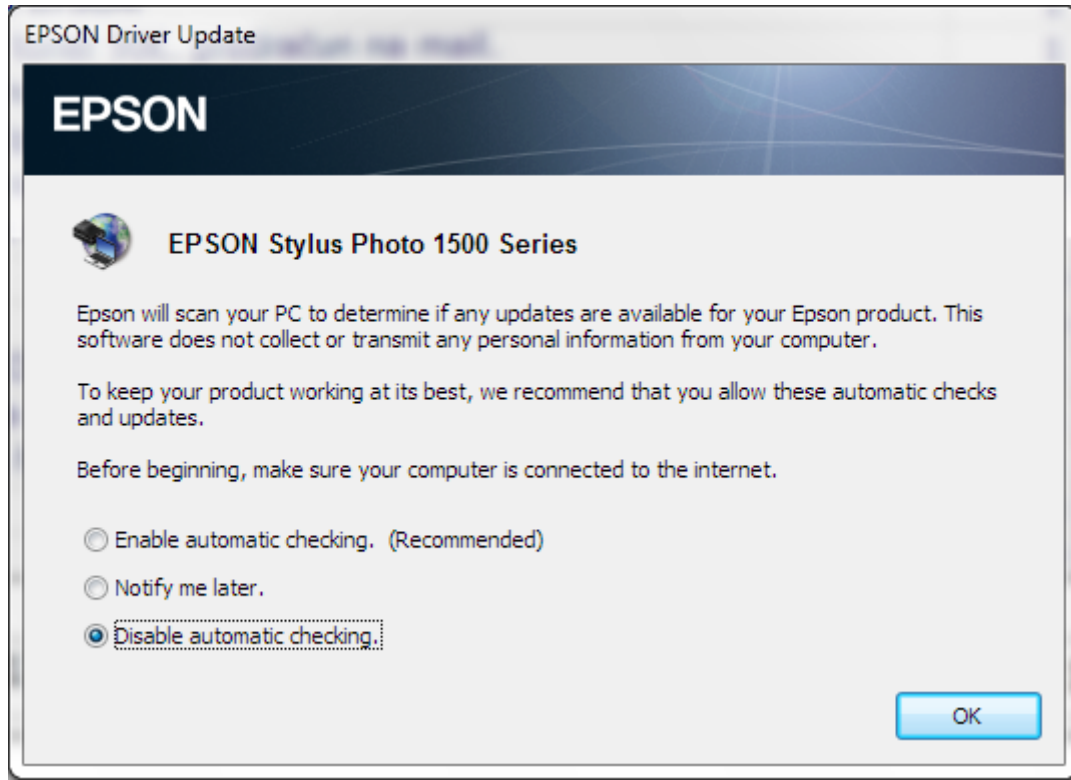 EPSON Driver Update
EPSON
EPSON Stylus Photo 1500 Series
Epson will scan your PC to determine if any updates are available for your Epson product. This
software does not collect or transmit any personal information from your computer.
To keep your product working at its best, we recommend that you allow these automatic checks
and updates.
Before beginning, make sure your computer is connected to the internet.
Enable automatic checking. (Recommended)
Notify me later.
Disable automatic checking.
OK